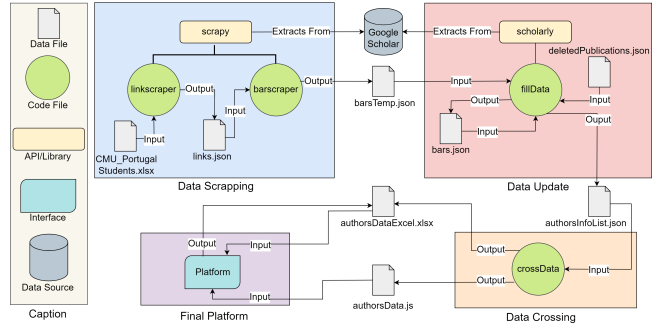 Data File
Code File
API/Library
Interface
Data Source
Caption
scrapy
Extracts From
Google
Scholar
Extracts From
scholarly
deletedPublications.json
linkscraper
Output
Input
barscraper
Output
barsTemp.json
Input
fillData
Input
Output
Ouput
Input
CMU_Portugal
Students.xlsx
Input
links.json
bars.json
Input
Data Scrapping
Data Update
authorsDataExcel.xlsx
authorsInfoList.json
Output
Input
Output
Platform
crossData
Input
Input
Output
authorsData.js
Final Platform
Data Crossing